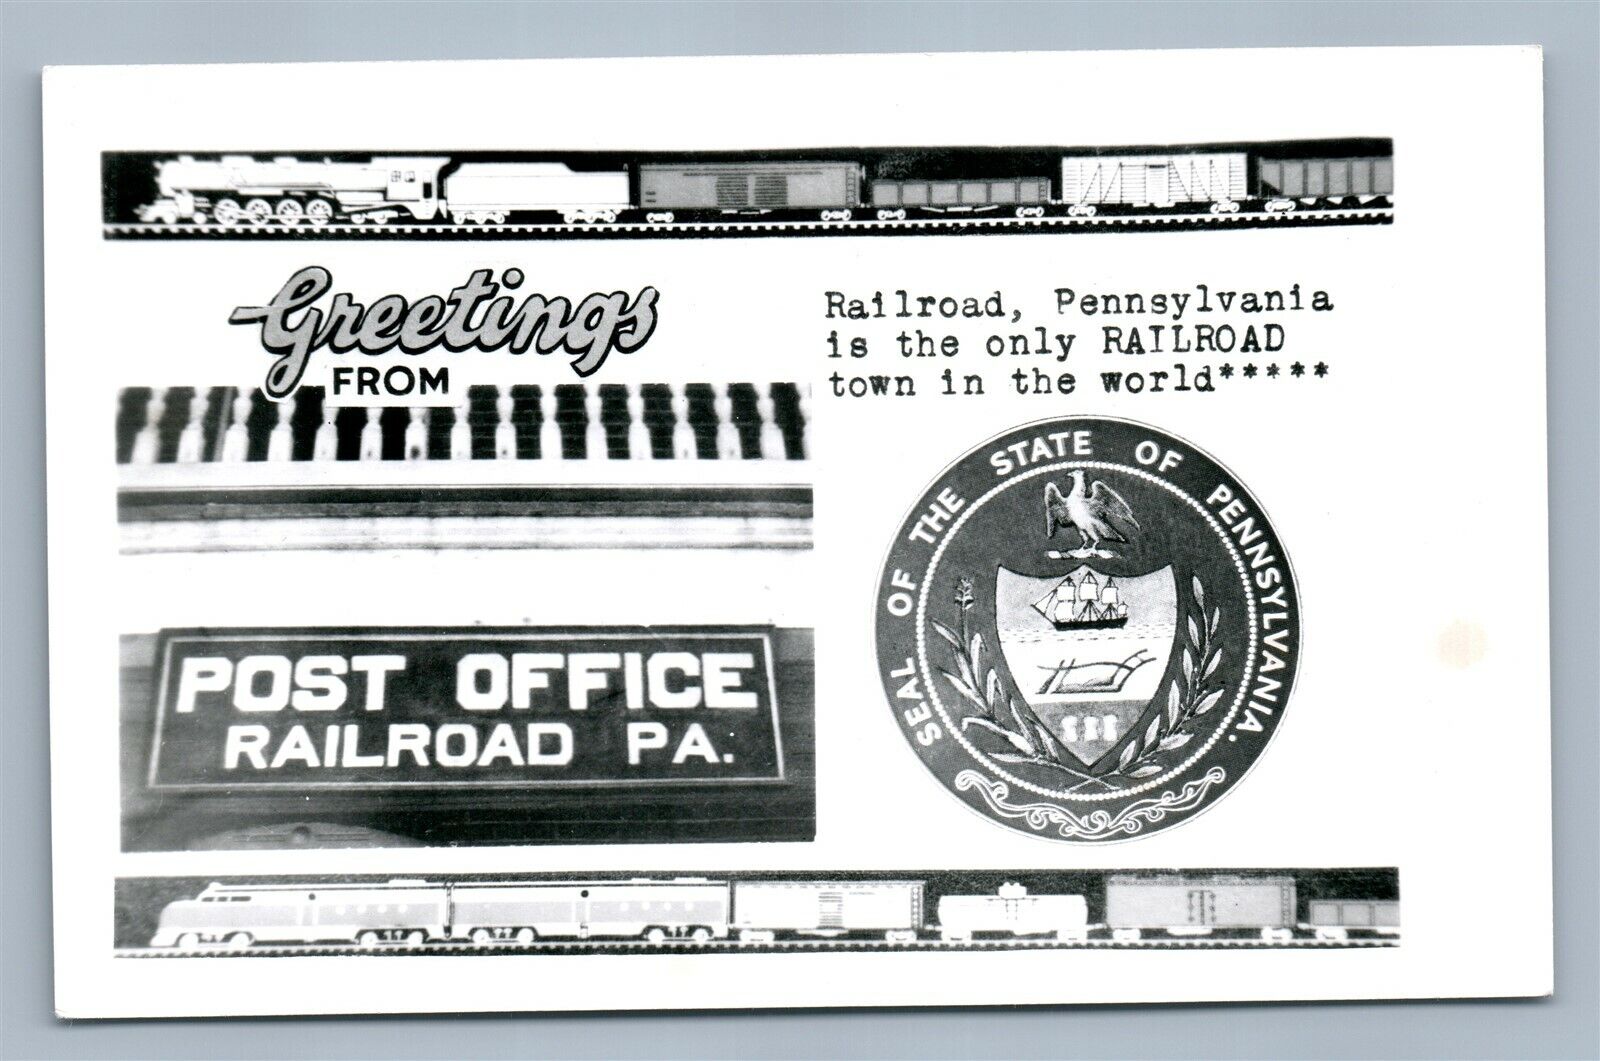 Greetings
FROM
Railroad, Pennsylvania
is the only RAILROAD
town in the world*****
POST OFFICE
RAILROAD PA.
SEAL OF THE STATE OF PENNSYLVANIA.